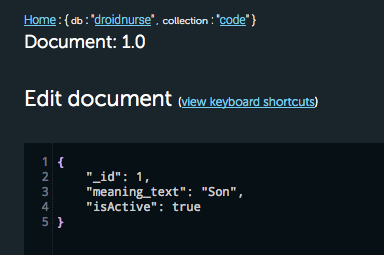 Home : { db : "droidnurse", collection : "code" }
Document: 1.0
Edit document (view keyboard shortcuts)
1 {
2     "_id": 1,
3     "meaning_text": "Son",
4     "isActive": true
5 }